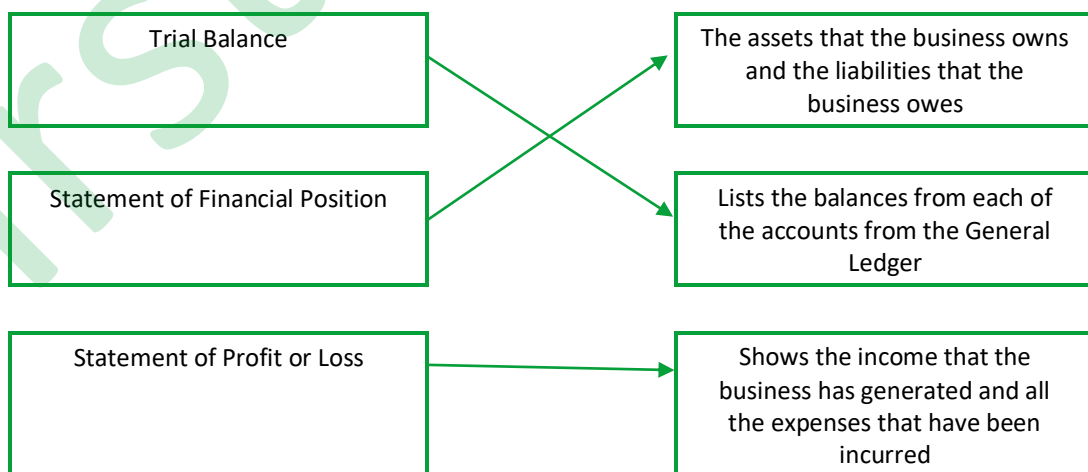 Trial Balance
The assets that the business owns
and the liabilities that the
business owes
Statement of Financial Position
Lists the balances from each of
the accounts from the General
Ledger
Statement of Profit or Loss
Shows the income that the
business has generated and all
the expenses that have been
incurred